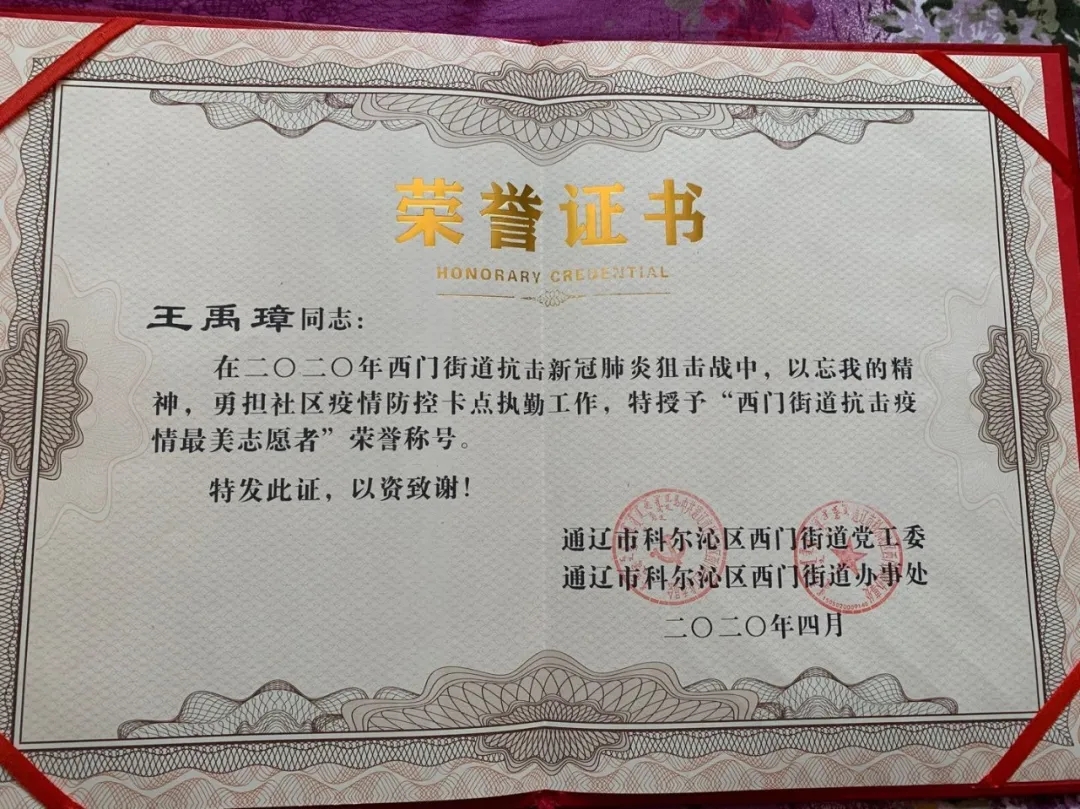 荣誉证书
HONORARY CREDENTIAL
王禹璋同志：
在二〇二〇年西门街道抗击新冠肺炎狙击战中，以忘我的精
神，勇担社区疫情防控卡点执勤工作，特授予“西门街道抗击疫
情最美志愿者”荣誉称号。
特发此证，以资致谢！
通辽市科尔沁区西门街道党工委
通辽市科尔沁区西门街道办事处
二〇二〇年四月